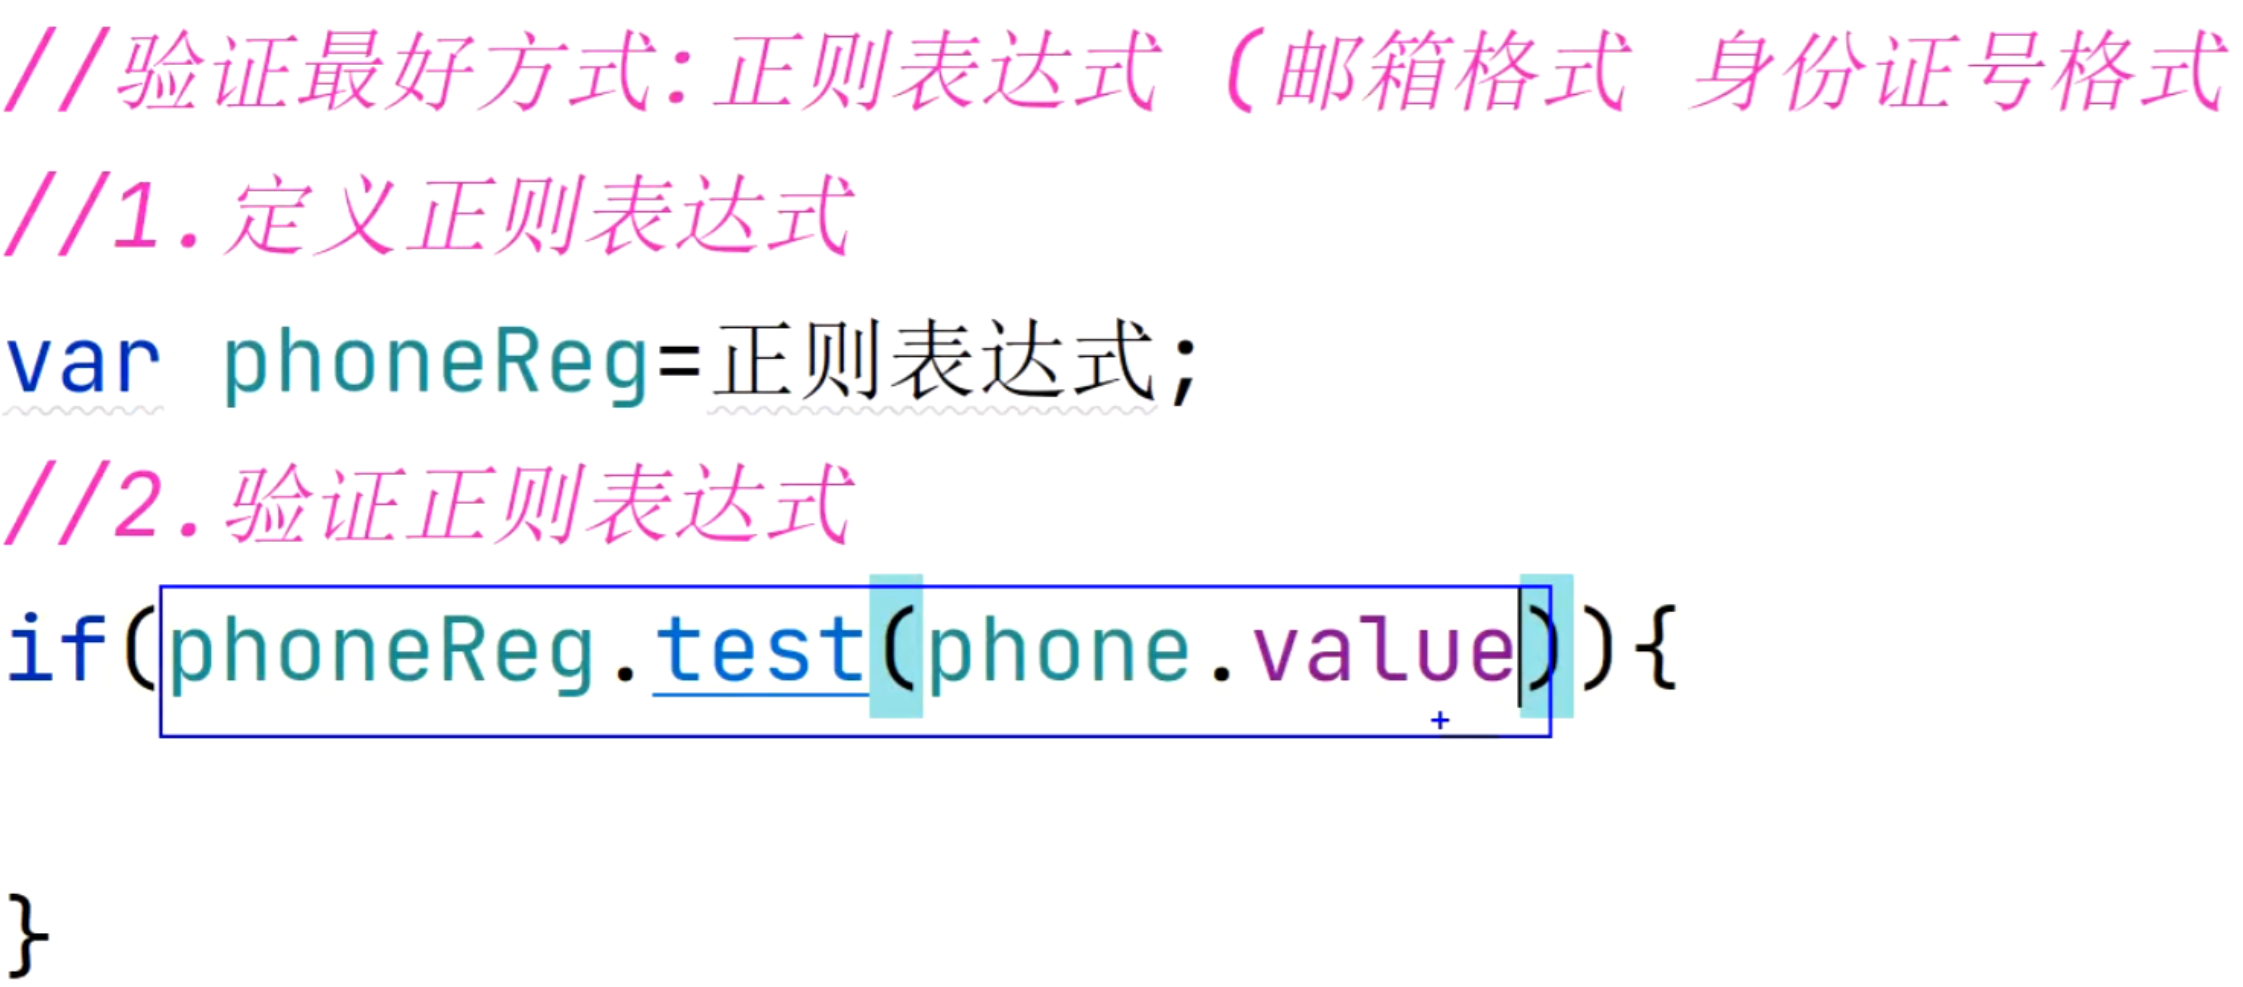 //验证最好方式:正则表达式 (邮箱格式 身份证号格式
//1.定义正则表达式
var phoneReg=正则表达式;
//2.验证正则表达式
if(phoneReg.test(phone.value)){
}